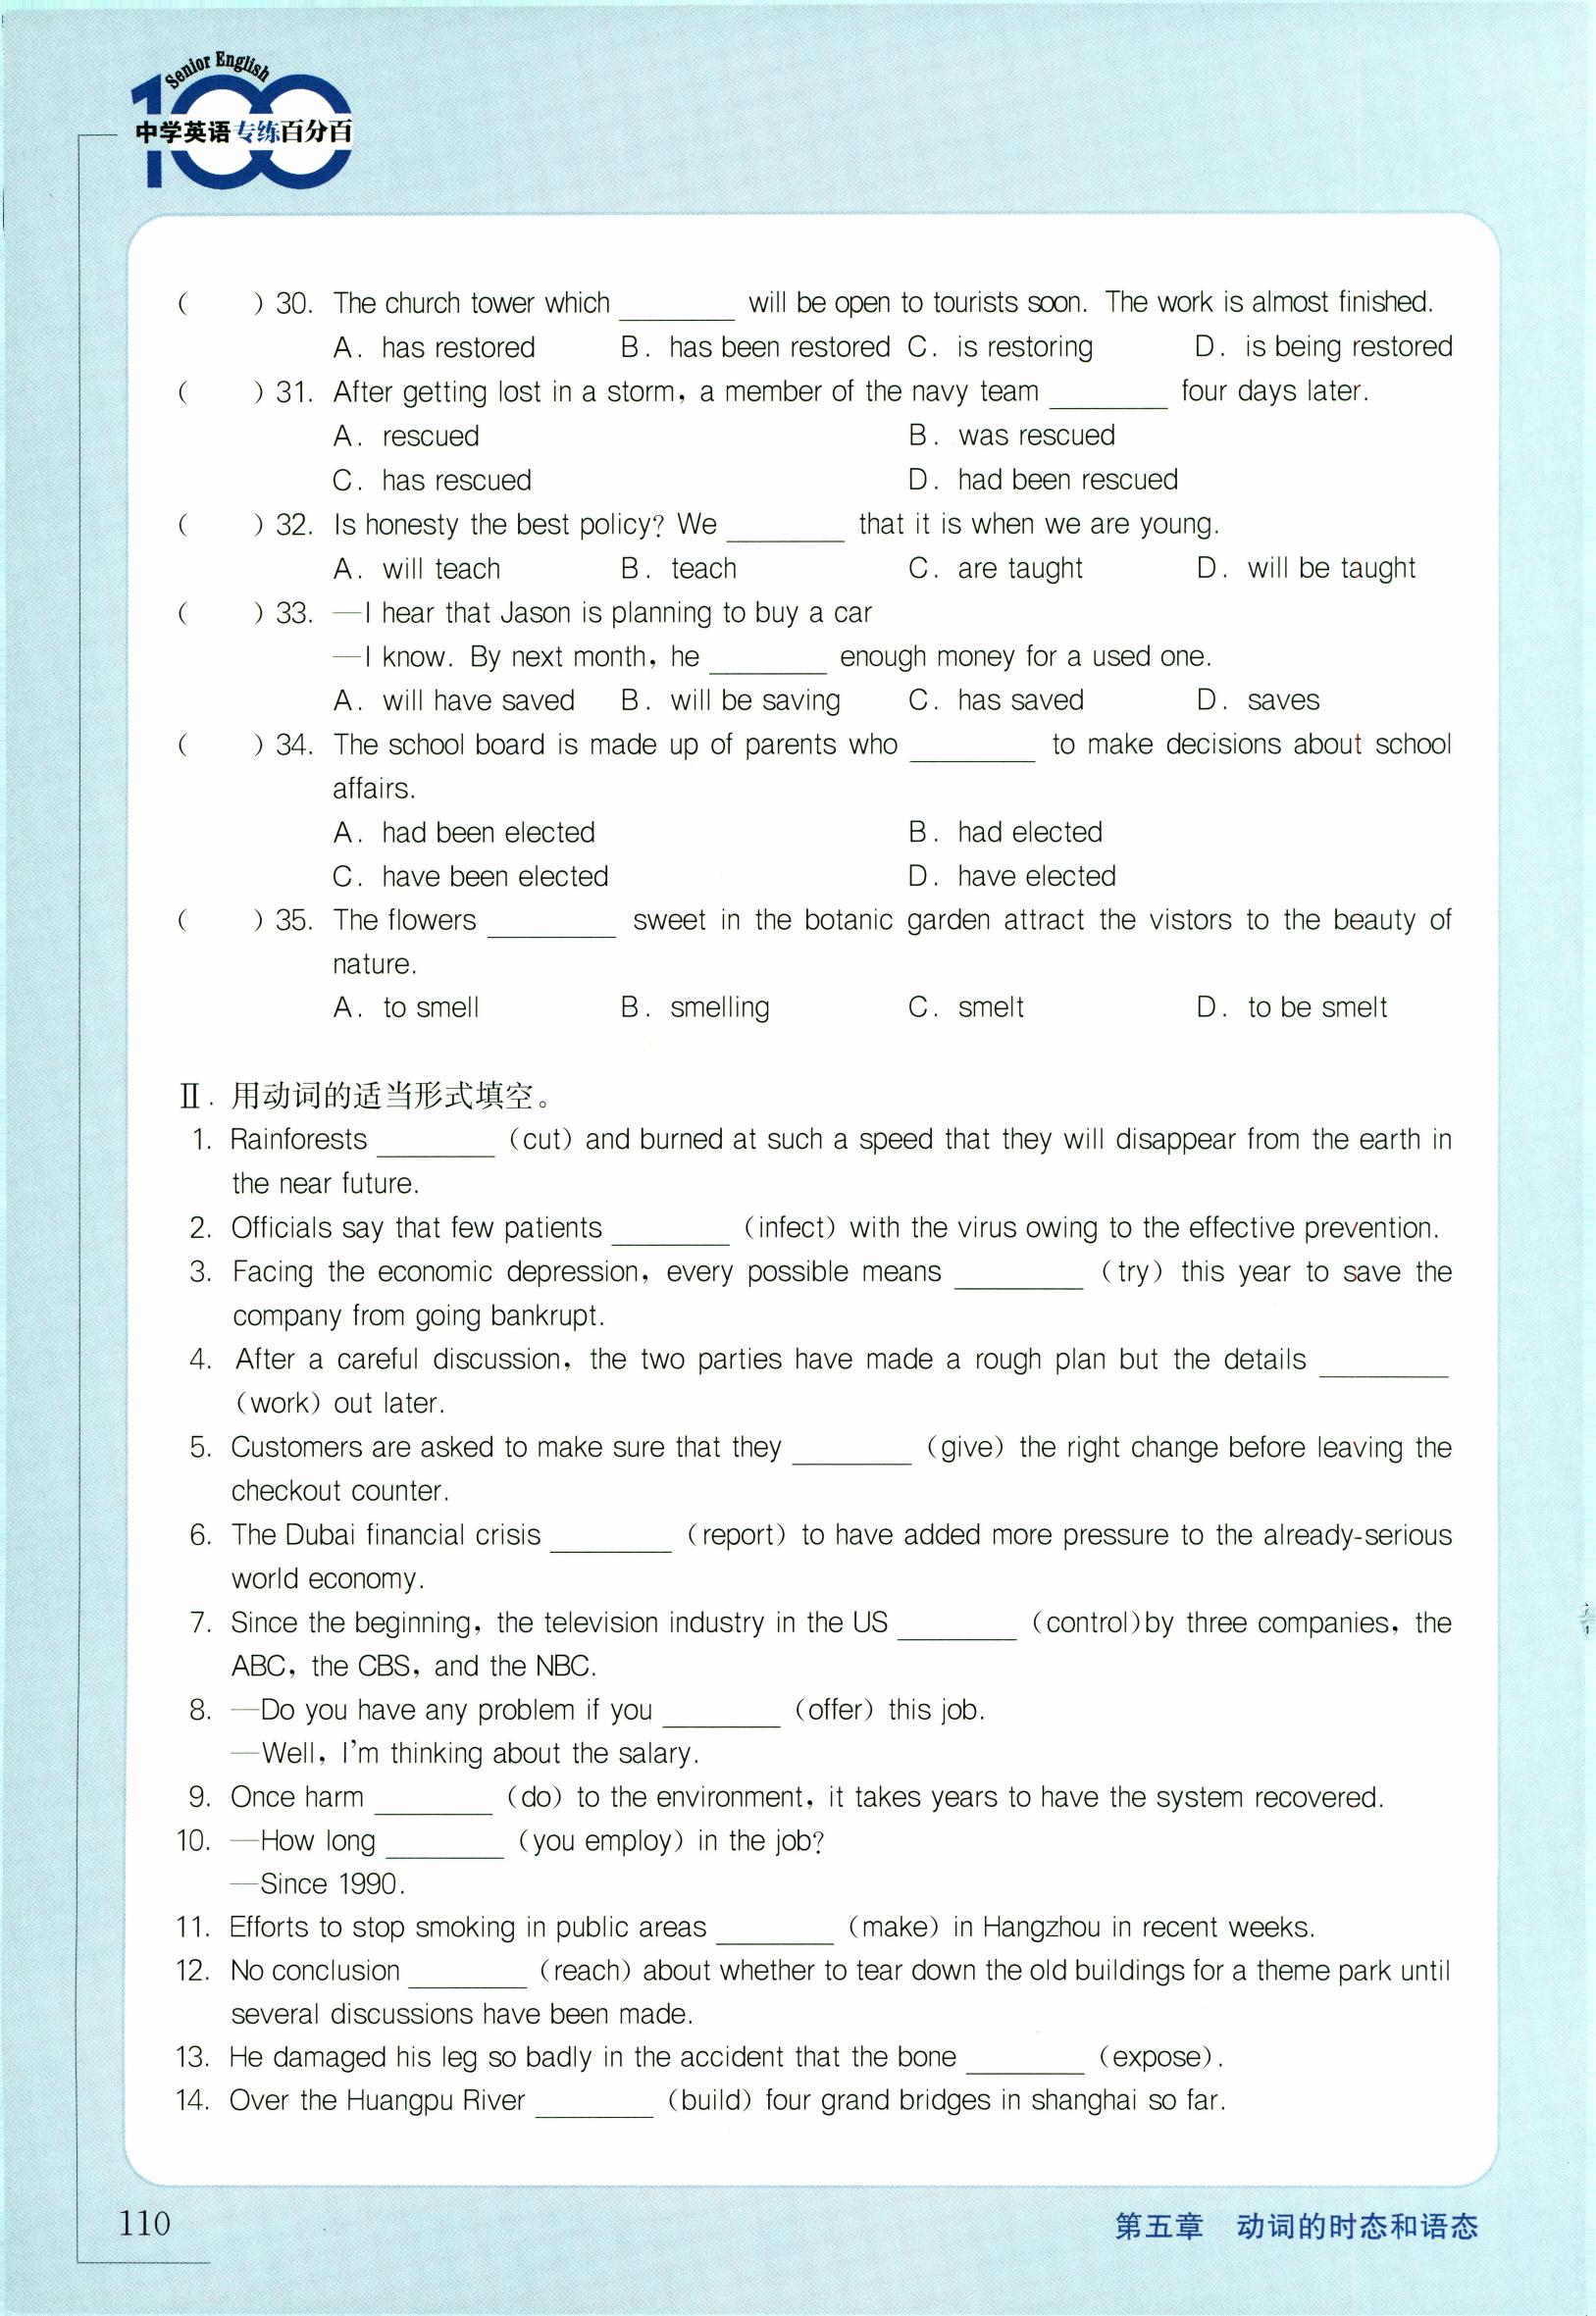 Senior English
100
中学英语专练百分百
(　　) 30. The church tower which ________ will be open to tourists soon. The work is almost finished.
A. has restored B. has been restored C. is restoring D. is being restored
(　　) 31. After getting lost in a storm, a member of the navy team ________ four days later.
A. rescued B. was rescued
C. has rescued D. had been rescued
(　　) 32. Is honesty the best policy? We ________ that it is when we are young.
A. will teach B. teach C. are taught D. will be taught
(　　) 33. —I hear that Jason is planning to buy a car
—I know. By next month, he ________ enough money for a used one.
A. will have saved B. will be saving C. has saved D. saves
(　　) 34. The school board is made up of parents who ________ to make decisions about school
affairs.
A. had been elected B. had elected
C. have been elected D. have elected
(　　) 35. The flowers ________ sweet in the botanic garden attract the vistors to the beauty of
nature.
A. to smell B. smelling C. smelt D. to be smelt
Ⅱ. 用动词的适当形式填空。
1. Rainforests ________ (cut) and burned at such a speed that they will disappear from the earth in
the near future.
2. Officials say that few patients ________ (infect) with the virus owing to the effective prevention.
3. Facing the economic depression, every possible means ________ (try) this year to save the
company from going bankrupt.
4. After a careful discussion, the two parties have made a rough plan but the details ________
(work) out later.
5. Customers are asked to make sure that they ________ (give) the right change before leaving the
checkout counter.
6. The Dubai financial crisis ________ (report) to have added more pressure to the already-serious
world economy.
7. Since the beginning, the television industry in the US ________ (control)by three companies, the
ABC, the CBS, and the NBC.
8. —Do you have any problem if you ________ (offer) this job.
—Well, I'm thinking about the salary.
9. Once harm ________ (do) to the environment, it takes years to have the system recovered.
10. —How long ________ (you employ) in the job?
—Since 1990.
11. Efforts to stop smoking in public areas ________ (make) in Hangzhou in recent weeks.
12. No conclusion ________ (reach) about whether to tear down the old buildings for a theme park until
several discussions have been made.
13. He damaged his leg so badly in the accident that the bone ________ (expose).
14. Over the Huangpu River ________ (build) four grand bridges in shanghai so far.
110
第五章　动词的时态和语态